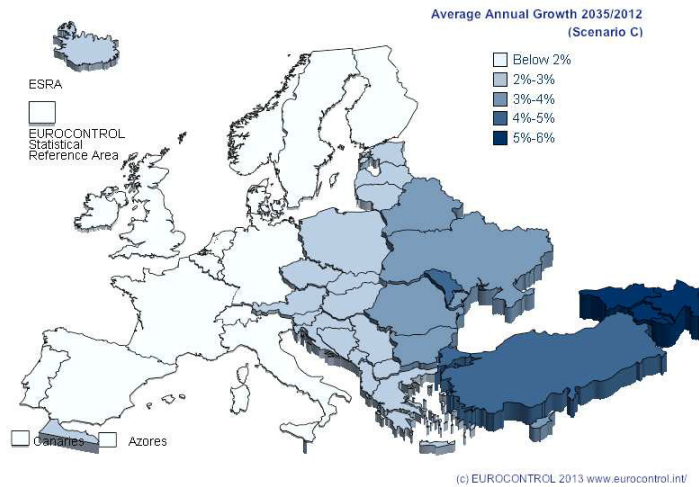 Average Annual Growth 2035/2012
(Scenario C)
Below 2%
2%-3%
3%-4%
4%-5%
5%-6%
ESRA
EUROCONTROL
Statistical
Reference Area
Canaries
Azores
(c) EUROCONTROL 2013 www.eurocontrol.int/